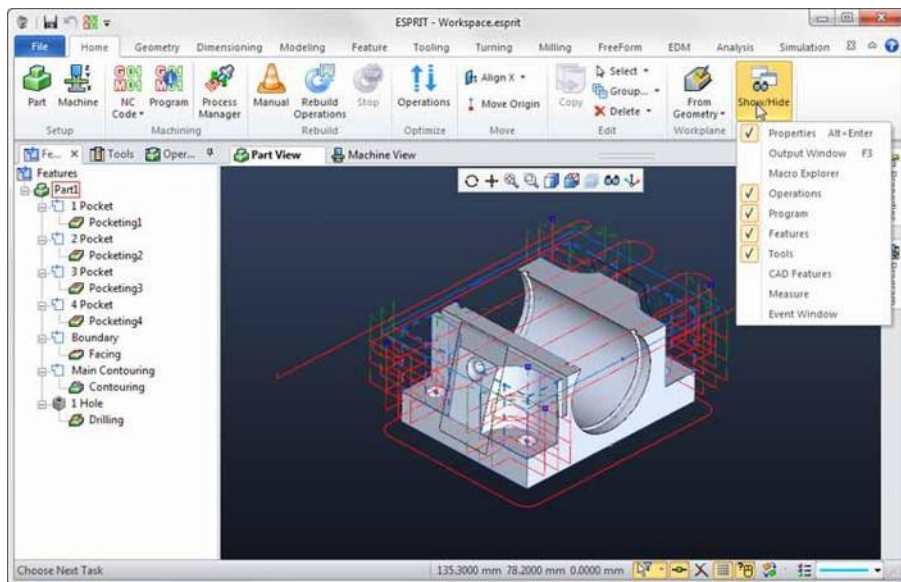 ESPRIT - Workspace.esprit
File Home Geometry Dimensioning Modeling Feature Tooling Turning Milling FreeForm EDM Analysis Simulation
Part Machine NC Code Program Process Manager Manual Rebuild Operations Stop Operations Align X Move Origin Copy Select Group... Delete From Geometry Show/Hide
Setup Machining Rebuild Optimize Move Edit Workplane
Fe... Tools Oper... Part View Machine View
Features
Part1
1 Pocket
Pocketing1
2 Pocket
Pocketing2
3 Pocket
Pocketing3
4 Pocket
Pocketing4
Boundary
Facing
Main Contouring
Contouring
1 Hole
Drilling
Properties Alt+Enter
Output Window F3
Macro Explorer
Operations
Program
Features
Tools
CAD Features
Measure
Event Window
Choose Next Task 135.3000 mm 78.2000 mm 0.0000 mm